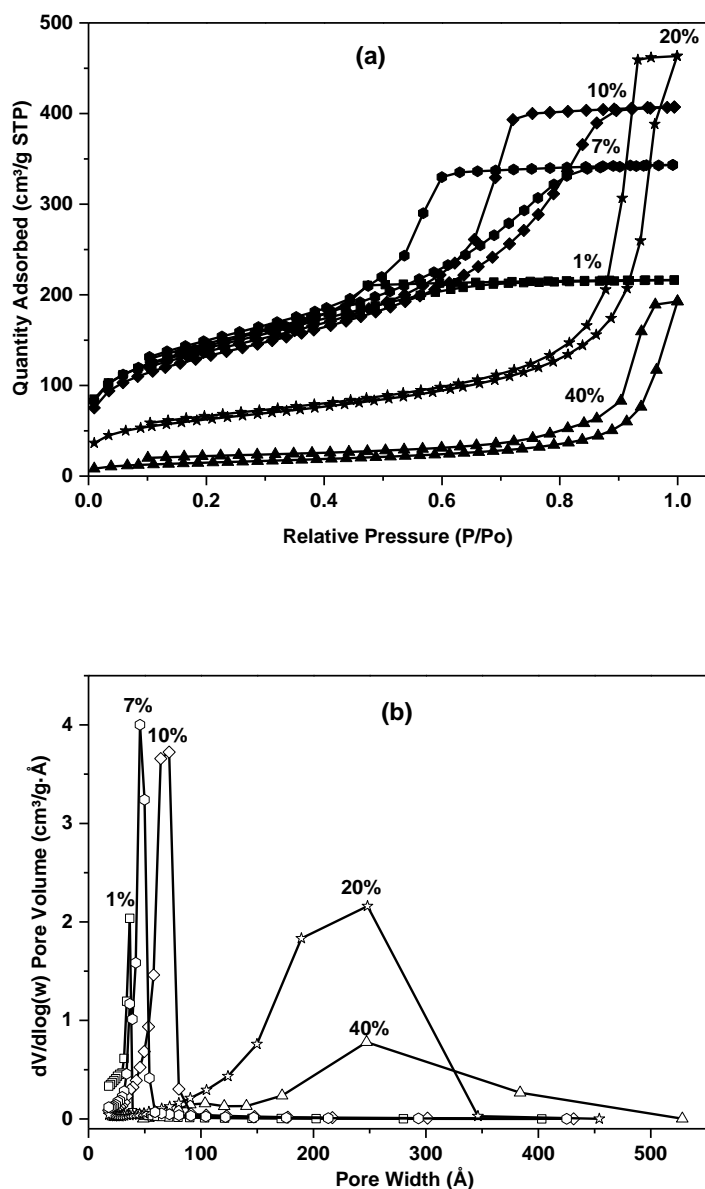 (a)
20%
10%
7%
1%
40%
500
400
300
200
100
0
Quantity Adsorbed (cm³/g STP)
0.0 0.2 0.4 0.6 0.8 1.0
Relative Pressure (P/Po)
(b)
7%
10%
1%
20%
40%
4
3
2
1
0
dV/dlog(w) Pore Volume (cm³/g·Å)
0 100 200 300 400 500
Pore Width (Å)